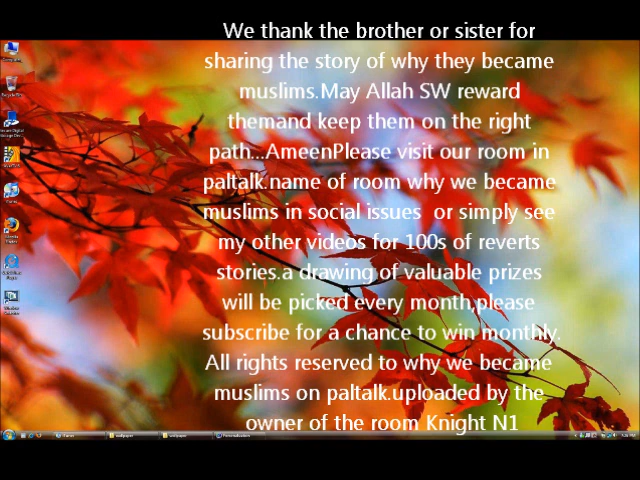 We thank the brother or sister for
sharing the story of why they became
muslims.May Allah SW reward
themand keep them on the right
path...AmeenPlease visit our room in
paltalk.name of room why we became
muslims in social issues  or simply see
my other videos for 100s of reverts
stories.a drawing of valuable prizes
will be picked every month,please
subscribe for a chance to win monthly.
All rights reserved to why we became
muslims on paltalk.uploaded by the
owner of the room Knight N1